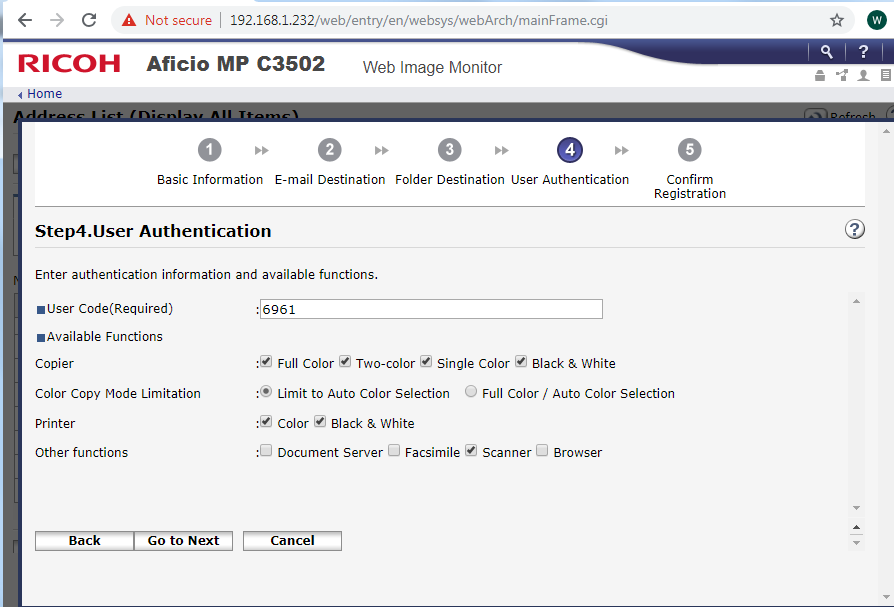 Not secure | 192.168.1.232/web/entry/en/websys/webArch/mainFrame.cgi
W
RICOH Aficio MP C3502 Web Image Monitor
?
Home
Address List (Display All Items)
Refresh
1 2 3 4 5
Basic Information E-mail Destination Folder Destination User Authentication Confirm Registration
Step4.User Authentication
?
Enter authentication information and available functions.
User Code(Required) :6961
Available Functions
Copier : Full Color Two-color Single Color Black & White
Color Copy Mode Limitation : Limit to Auto Color Selection Full Color / Auto Color Selection
Printer : Color Black & White
Other functions : Document Server Facsimile Scanner Browser
Back Go to Next Cancel